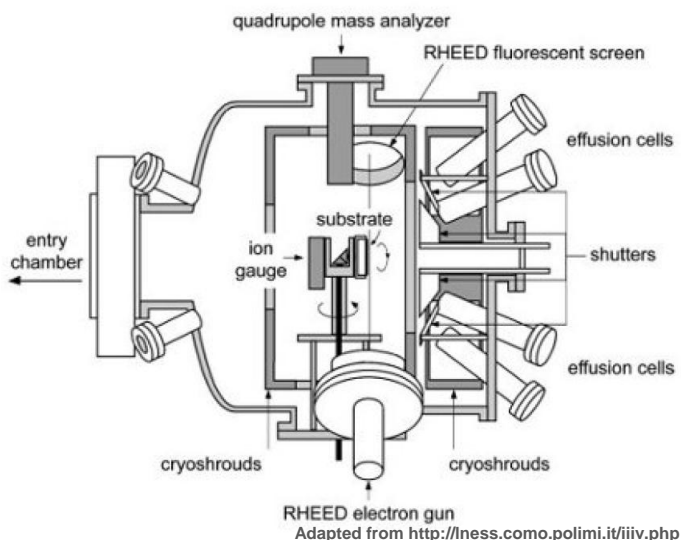 quadrupole mass analyzer
RHEED fluorescent screen
effusion cells
substrate
entry
chamber
ion
gauge
shutters
effusion cells
cryoshrouds
cryoshrouds
RHEED electron gun
Adapted from http://lness.como.polimi.it/iiiv.php